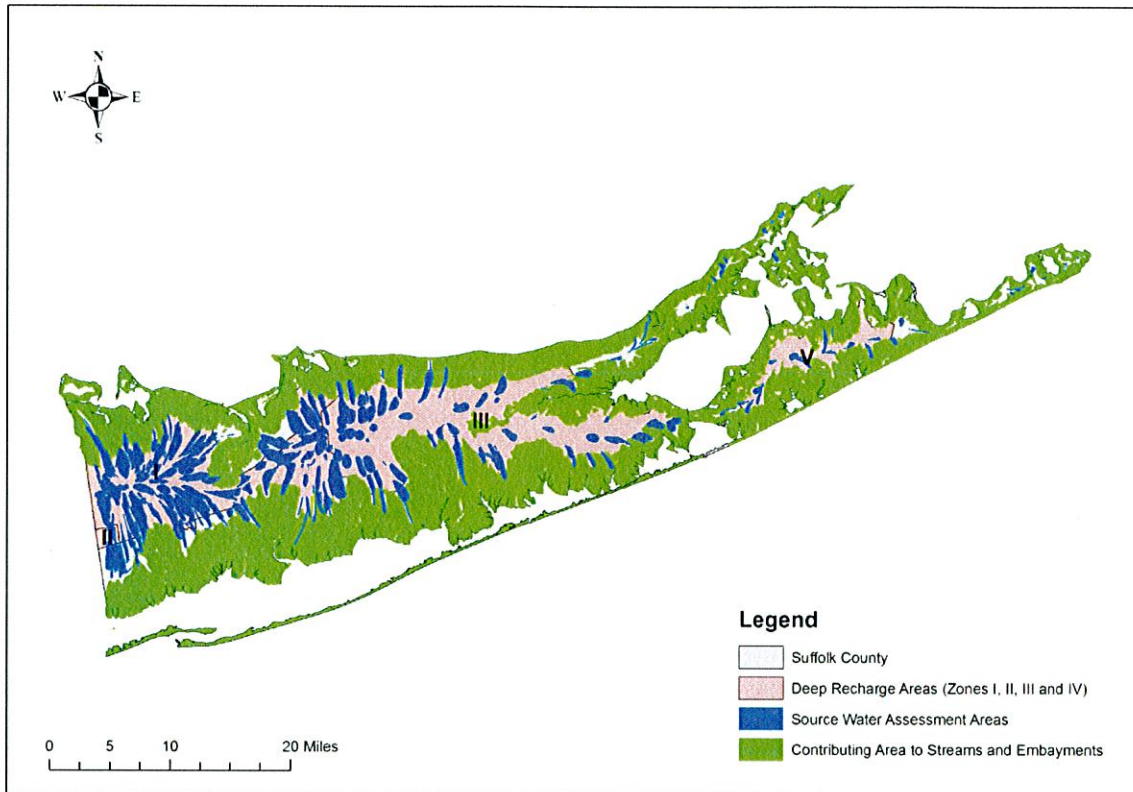 N
W E
S
I
II
III
V
Legend
Suffolk County
Deep Recharge Areas (Zones I, II, III and IV)
Source Water Assessment Areas
Contributing Area to Streams and Embayments
0 5 10 20 Miles